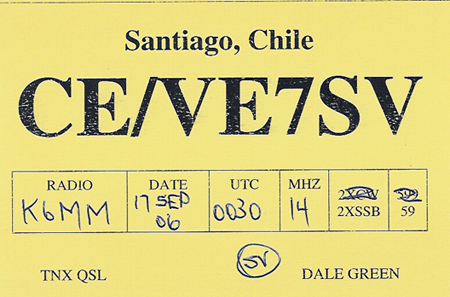 Santiago, Chile
CE/VE7SV
RADIO DATE UTC MHZ 2XCW
K6MM 17 SEP 06 0030 14 2XSSB 59
SV
TNX QSL DALE GREEN